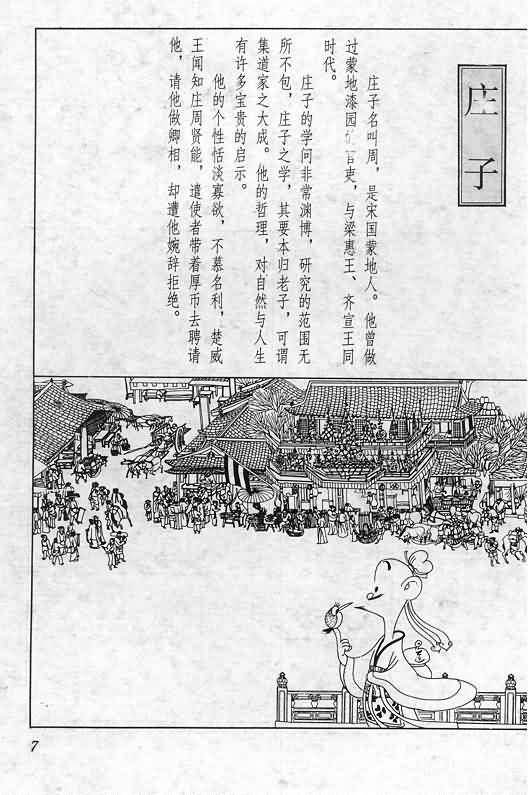 庄子
庄子名叫周，是宋国蒙地人。他曾做
过蒙地漆园 官吏，与梁惠王、齐宣王同
时代。
庄子的学问非常渊博，研究的范围无
所不包，庄子之学，其要本归老子，可谓
集道家之大成。他的哲理，对自然与人生
有许多宝贵的启示。
他的个性恬淡寡欲，不慕名利，楚威
王闻知庄周贤能，遣使者带着厚币去聘请
他，请他做卿相，却遭他婉辞拒绝。
7